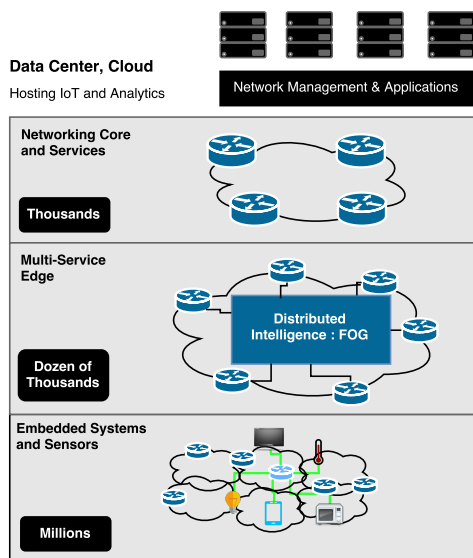 Data Center, Cloud
Hosting IoT and Analytics
Network Management & Applications
Networking Core
and Services
Thousands
Multi-Service
Edge
Distributed
Intelligence : FOG
Dozen of
Thousands
Embedded Systems
and Sensors
Millions